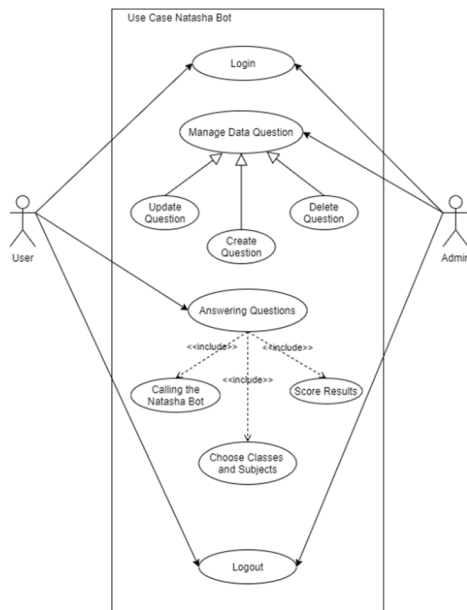 Use Case Natasha Bot
Login
Manage Data Question
Update
Question
Delete
Question
Create
Question
User
Admin
Answering Questions
<<include>>
<<include>>
<<include>>
Calling the
Natasha Bot
Score Results
Choose Classes
and Subjects
Logout